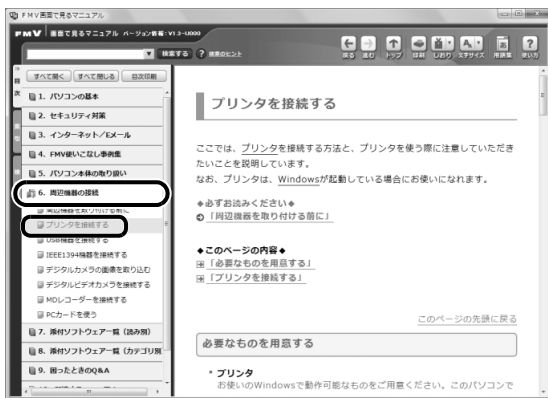 FMV画面で見るマニュアル
FMV 画面で見るマニュアル バージョン情報：V1.3-U000
検索する ? 検索のヒント
戻る 進む トップ 印刷 しおり 文字サイズ 用語集 使い方
目次
すべて開く すべて閉じる 目次印刷
1. パソコンの基本
2. セキュリティ対策
3. インターネット／Eメール
4. FMV使いこなし事例集
5. パソコン本体の取り扱い
6. 周辺機器の接続
周辺機器を取り付ける前に
プリンタを接続する
USB機器を接続する
IEEE1394機器を接続する
デジタルカメラの画像を取り込む
デジタルビデオカメラを接続する
MDレコーダーを接続する
PCカードを使う
7. 添付ソフトウェア一覧（読み別）
8. 添付ソフトウェア一覧（カテゴリ別
9. 困ったときのQ&A
プリンタを接続する
ここでは、プリンタを接続する方法と、プリンタを使う際に注意していただき
たいことを説明しています。
なお、プリンタは、Windowsが起動している場合にお使いになれます。
◆必ずお読みください◆
「周辺機器を取り付ける前に」
◆このページの内容◆
「必要なものを用意する」
「プリンタを接続する」
このページの先頭に戻る
必要なものを用意する
・プリンタ
お使いのWindowsで動作可能なものをご用意ください。このパソコンで